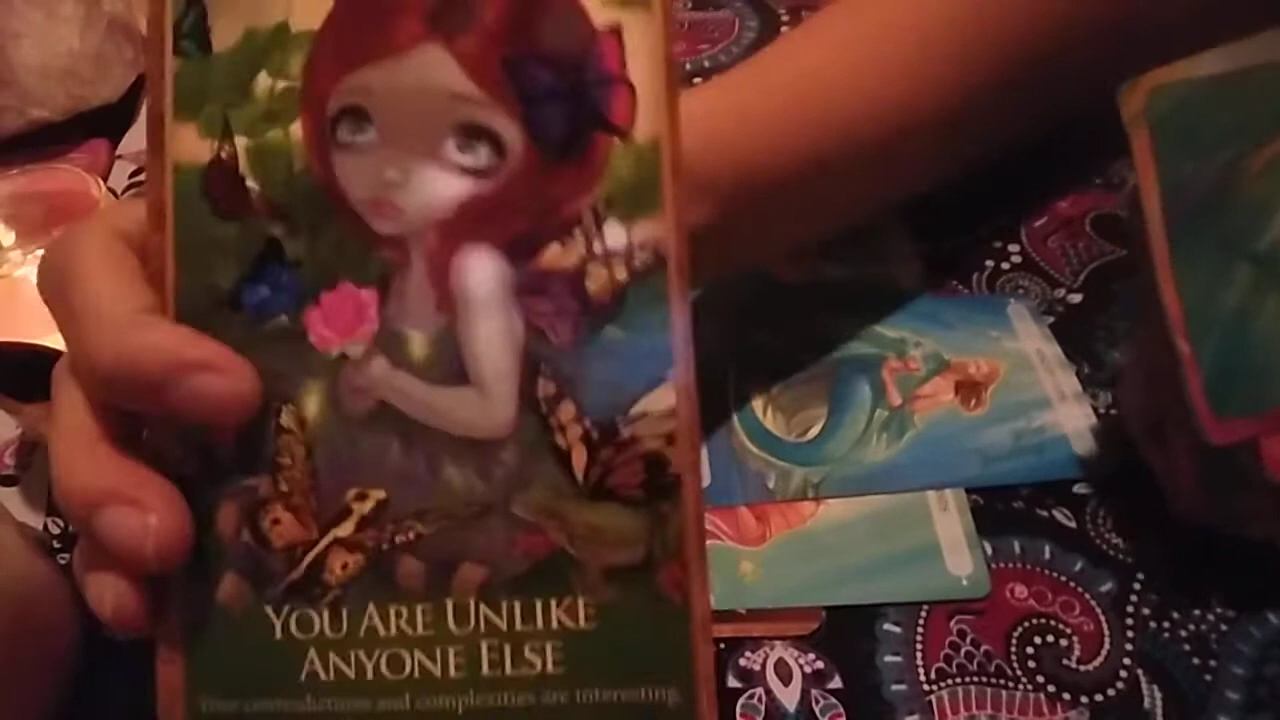 YOU ARE UNLIKE
ANYONE ELSE
Your contradictions and complexities are interesting.